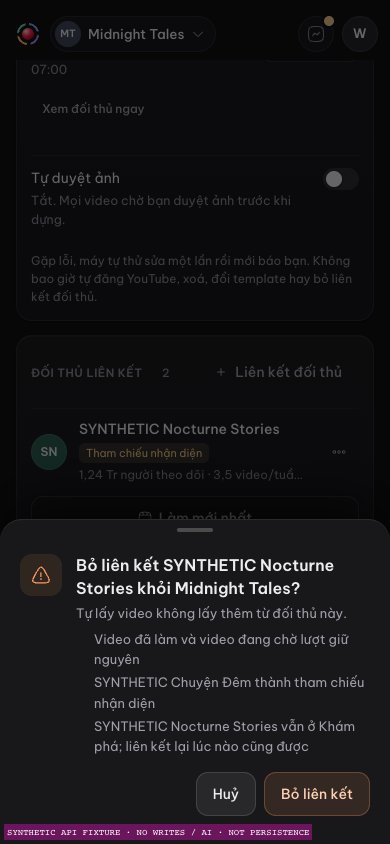 MT Midnight Tales W
07:00
Xem đối thủ ngay
Tự duyệt ảnh
Tắt. Mọi video chờ bạn duyệt ảnh trước khi
dựng.
Gặp lỗi, máy tự thử sửa một lần rồi mới báo bạn. Không
bao giờ tự đăng YouTube, xoá, đổi template hay bỏ liên
kết đối thủ.
ĐỐI THỦ LIÊN KẾT 2 + Liên kết đối thủ
SYNTHETIC Nocturne Stories
SN
Tham chiếu nhận diện
1,24 Tr người theo dõi · 3,5 video/tuầ...
Làm mới nhất
Bỏ liên kết SYNTHETIC Nocturne
Stories khỏi Midnight Tales?
Tự lấy video không lấy thêm từ đối thủ này.
Video đã làm và video đang chờ lượt giữ
nguyên
SYNTHETIC Chuyện Đêm thành tham chiếu
nhận diện
SYNTHETIC Nocturne Stories vẫn ở Khám
phá; liên kết lại lúc nào cũng được
Huỷ Bỏ liên kết
SYNTHETIC API FIXTURE · NO WRITES / AI · NOT PERSISTENCE